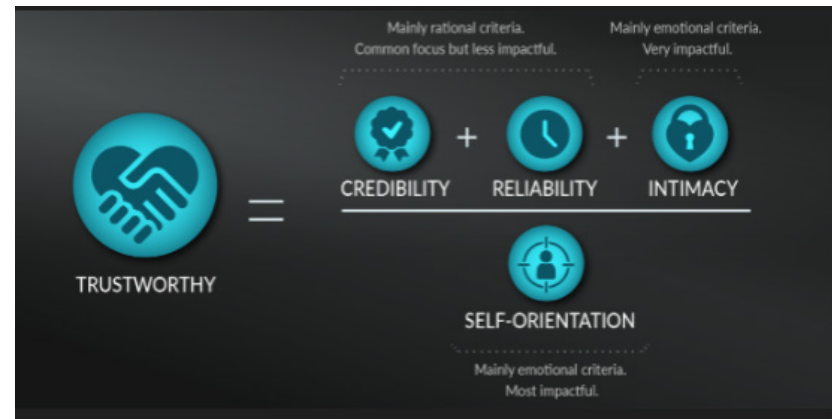 Mainly rational criteria.
Common focus but less impactful.
Mainly emotional criteria.
Very impactful.
+ +
CREDIBILITY RELIABILITY INTIMACY
=
TRUSTWORTHY
SELF-ORIENTATION
Mainly emotional criteria.
Most impactful.